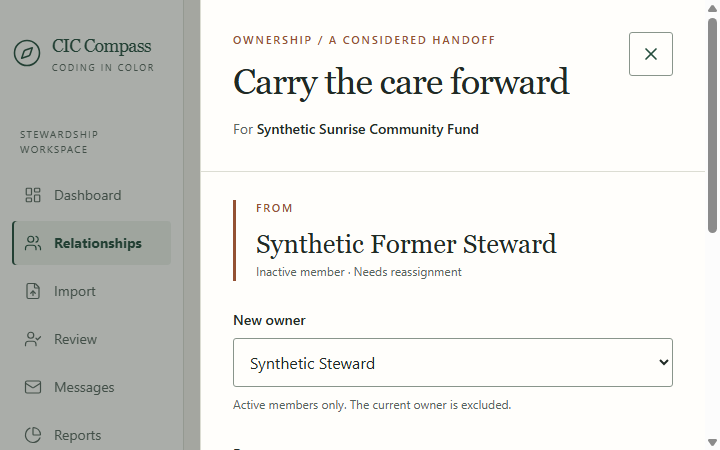 CIC Compass
CODING IN COLOR
STEWARDSHIP
WORKSPACE
Dashboard
Relationships
Import
Review
Messages
Reports
OWNERSHIP / A CONSIDERED HANDOFF
Carry the care forward
For Synthetic Sunrise Community Fund
FROM
Synthetic Former Steward
Inactive member · Needs reassignment
New owner
Synthetic Steward
Active members only. The current owner is excluded.